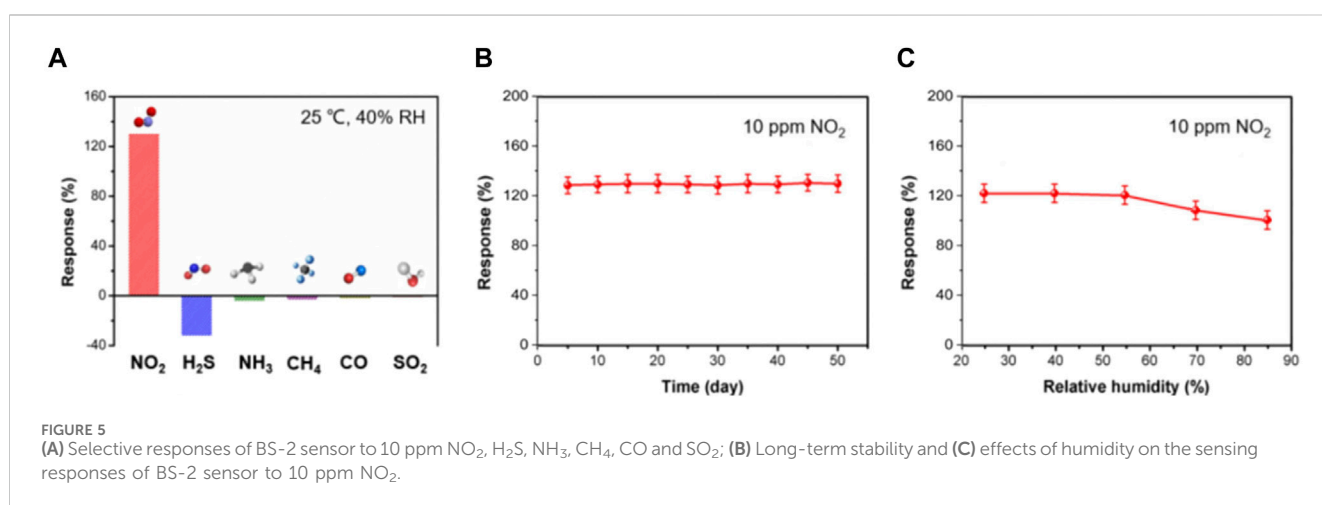 A
B
C
160
120
80
40
0
-40
Response (%)
25 ℃, 40% RH
NO₂ H₂S NH₃ CH₄ CO SO₂
200
160
120
80
40
0
Response (%)
10 ppm NO₂
0 10 20 30 40 50
Time (day)
200
160
120
80
40
0
Response (%)
10 ppm NO₂
20 30 40 50 60 70 80 90
Relative humidity (%)
FIGURE 5
(A) Selective responses of BS-2 sensor to 10 ppm NO₂, H₂S, NH₃, CH₄, CO and SO₂; (B) Long-term stability and (C) effects of humidity on the sensing
responses of BS-2 sensor to 10 ppm NO₂.